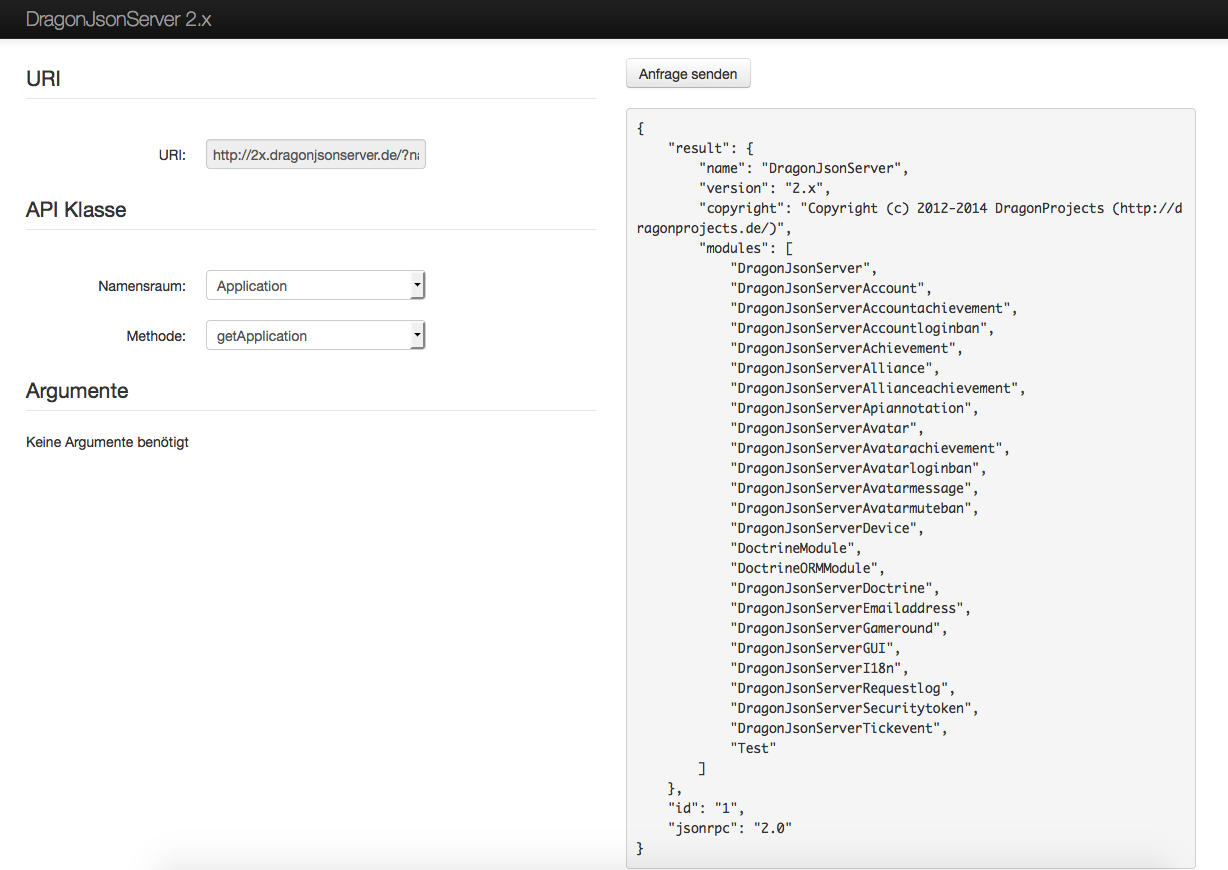 DragonJsonServer 2.x
URI
URI:
http://2x.dragonjsonserver.de/?na
API Klasse
Namensraum:
Application
Methode:
getApplication
Argumente
Keine Argumente benötigt
Anfrage senden
{
"result": {
"name": "DragonJsonServer",
"version": "2.x",
"copyright": "Copyright (c) 2012-2014 DragonProjects (http://d
ragonprojects.de/)",
"modules": [
"DragonJsonServer",
"DragonJsonServerAccount",
"DragonJsonServerAccountachievement",
"DragonJsonServerAccountloginban",
"DragonJsonServerAchievement",
"DragonJsonServerAlliance",
"DragonJsonServerAllianceachievement",
"DragonJsonServerApiannotation",
"DragonJsonServerAvatar",
"DragonJsonServerAvatarachievement",
"DragonJsonServerAvatarloginban",
"DragonJsonServerAvatarmessage",
"DragonJsonServerAvatarmuteban",
"DragonJsonServerDevice",
"DoctrineModule",
"DoctrineORMModule",
"DragonJsonServerDoctrine",
"DragonJsonServerEmailaddress",
"DragonJsonServerGameround",
"DragonJsonServerGUI",
"DragonJsonServerI18n",
"DragonJsonServerRequestlog",
"DragonJsonServerSecuritytoken",
"DragonJsonServerTickevent",
"Test"
]
},
"id": "1",
"jsonrpc": "2.0"
}